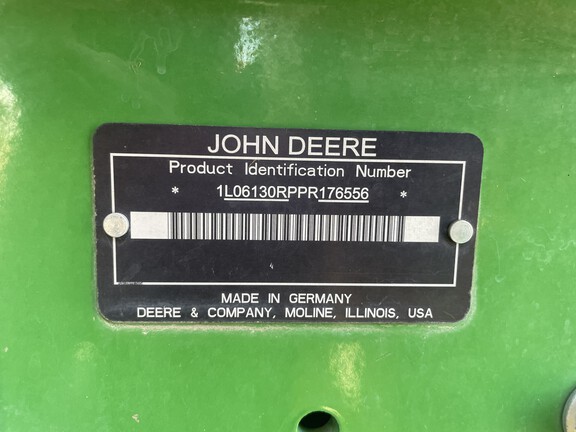 JOHN DEERE
Product Identification Number
* 1L06130RPPR176556 *
MADE IN GERMANY
DEERE & COMPANY, MOLINE, ILLINOIS, USA